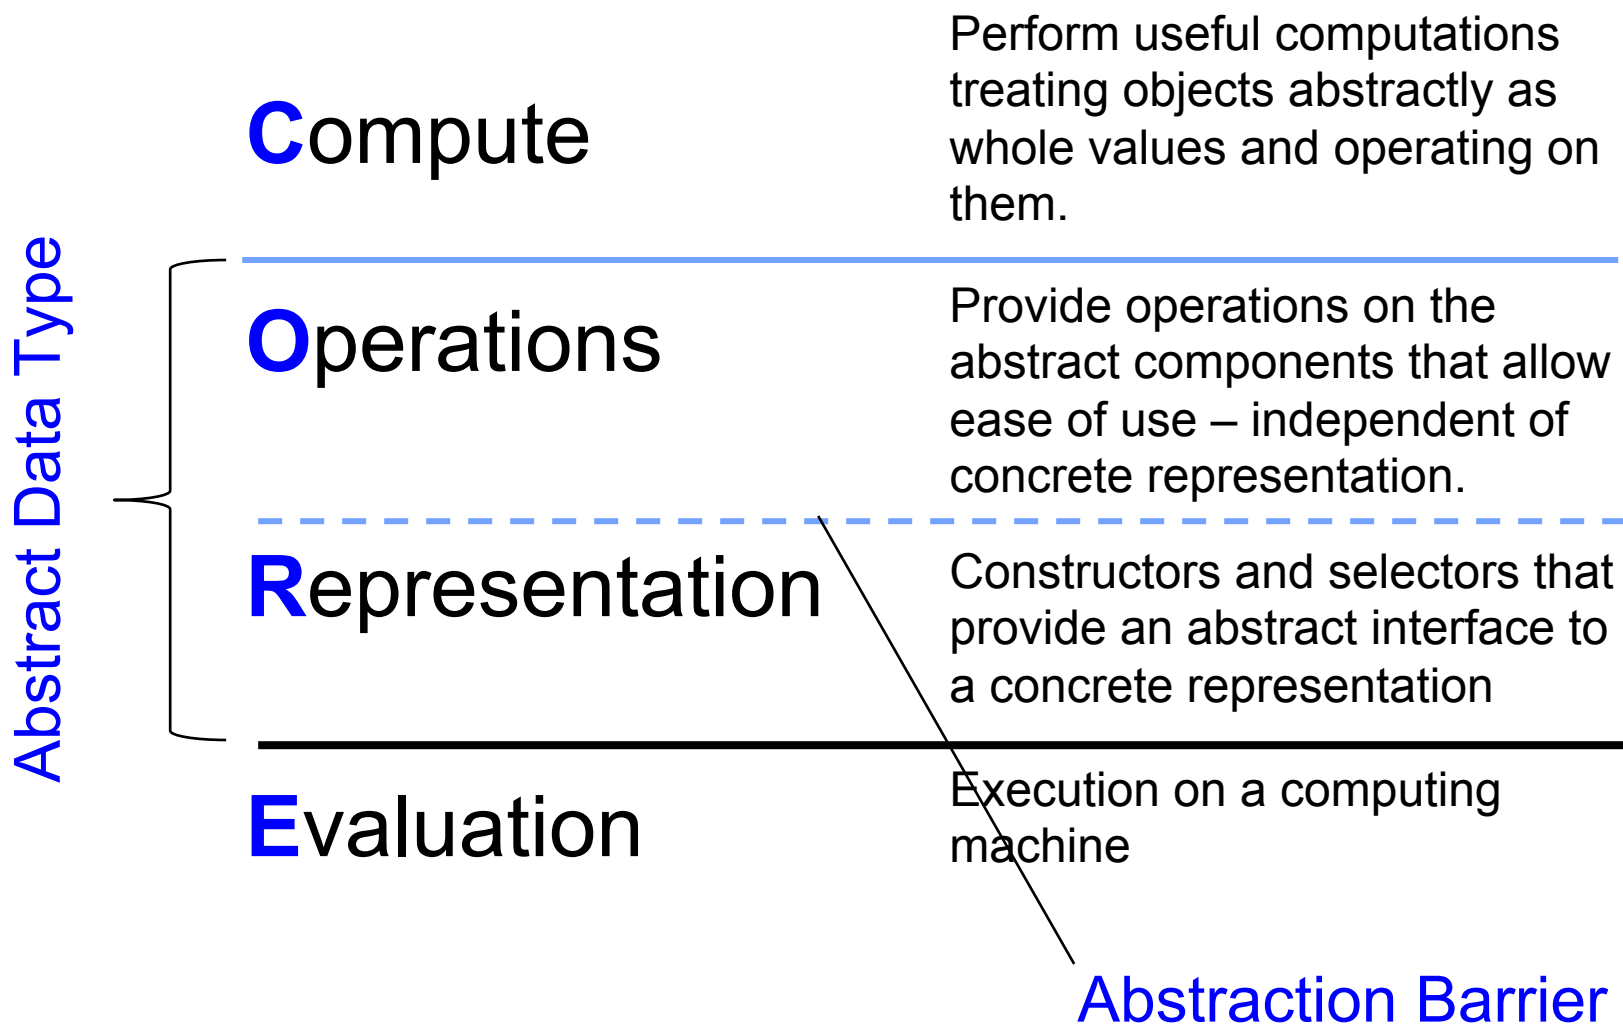 Abstract Data Type
Compute
Perform useful computations
treating objects abstractly as
whole values and operating on
them.
Operations
Provide operations on the
abstract components that allow
ease of use – independent of
concrete representation.
Representation
Constructors and selectors that
provide an abstract interface to
a concrete representation
Evaluation
Execution on a computing
machine
Abstraction Barrier